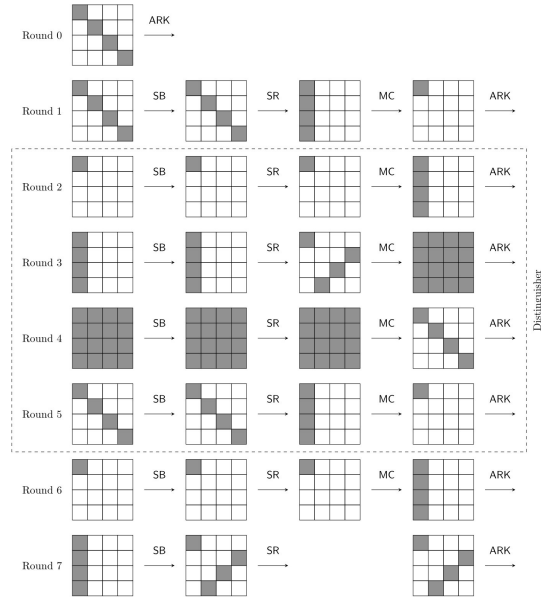 Round 0 ARK
Round 1 SB SR MC ARK
Round 2 SB SR MC ARK
Round 3 SB SR MC ARK
Round 4 SB SR MC ARK
Round 5 SB SR MC ARK
Round 6 SB SR MC ARK
Round 7 SB SR ARK
Distinguisher